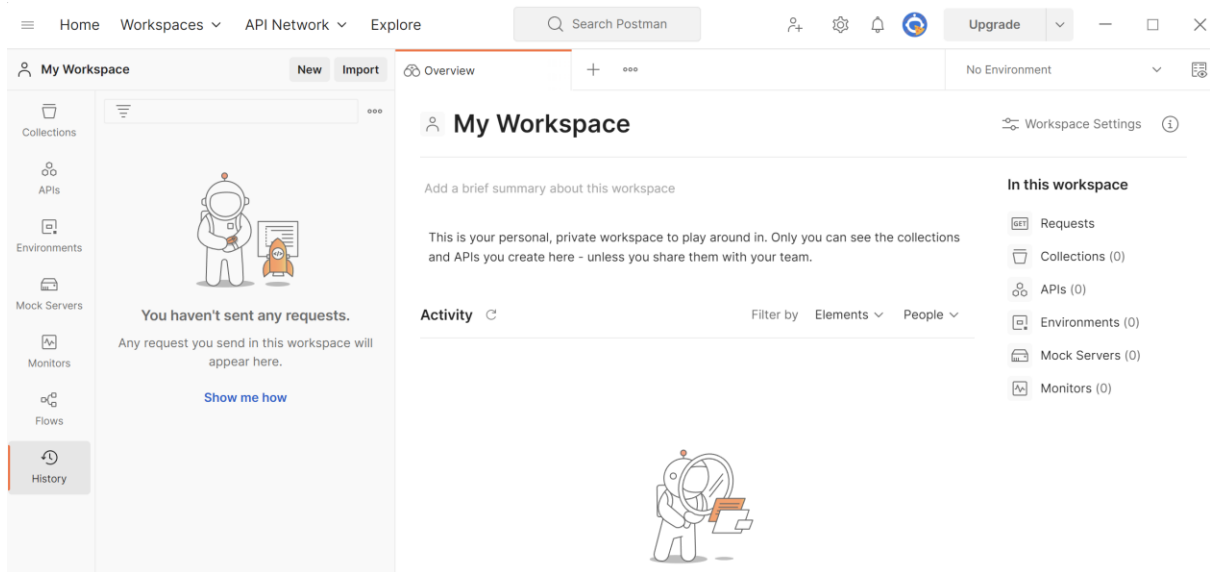 Home Workspaces API Network Explore Search Postman Upgrade
My Workspace New Import Overview No Environment
Collections
APIs
Environments
Mock Servers
Monitors
Flows
History
You haven't sent any requests.
Any request you send in this workspace will
appear here.
Show me how
My Workspace
Workspace Settings
Add a brief summary about this workspace
This is your personal, private workspace to play around in. Only you can see the collections
and APIs you create here - unless you share them with your team.
Activity Filter by Elements People
In this workspace
GET Requests
Collections (0)
APIs (0)
Environments (0)
Mock Servers (0)
Monitors (0)